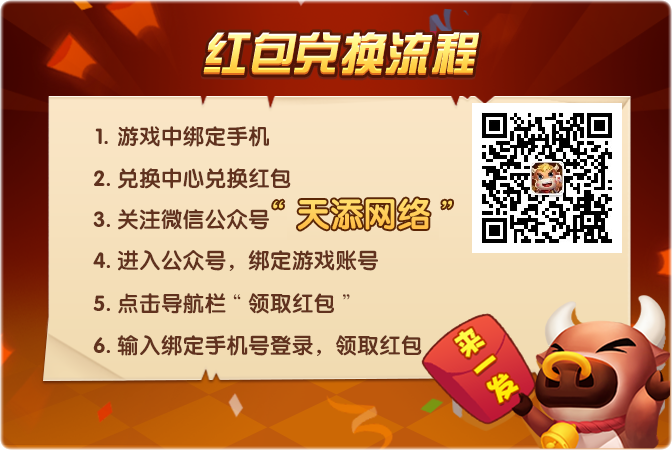 红包兑换流程
1. 游戏中绑定手机
2. 兑换中心兑换红包
3. 关注微信公众号“ 天添网络 ”
4. 进入公众号，绑定游戏账号
5. 点击导航栏 “ 领取红包 ”
6. 输入绑定手机号登录，领取红包
来一发